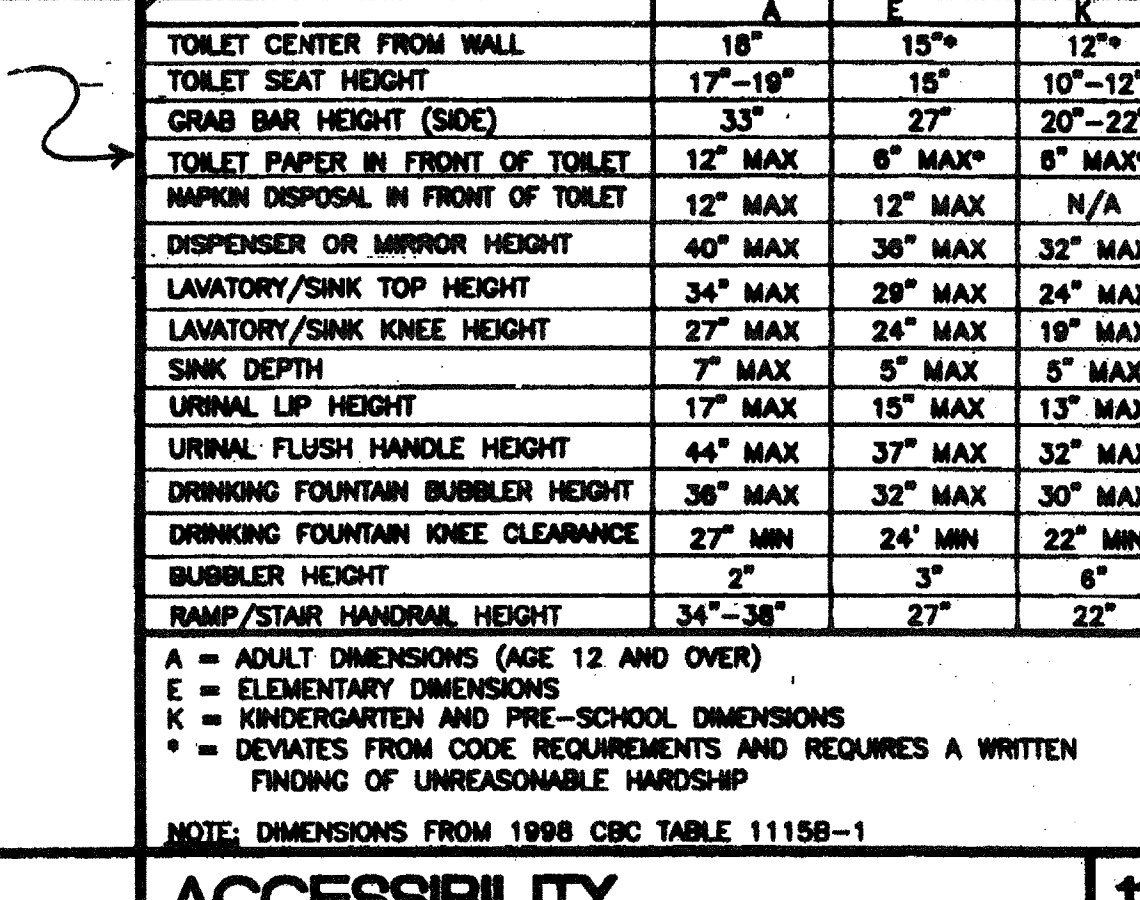 A E K
TOILET CENTER FROM WALL 18" 15"* 12"*
TOILET SEAT HEIGHT 17"-19" 15" 10"-12"
GRAB BAR HEIGHT (SIDE) 33" 27" 20"-22"
TOILET PAPER IN FRONT OF TOILET 12" MAX 6" MAX* 6" MAX*
NAPKIN DISPOSAL IN FRONT OF TOILET 12" MAX 12" MAX N/A
DISPENSER OR MIRROR HEIGHT 40" MAX 36" MAX 32" MAX
LAVATORY/SINK TOP HEIGHT 34" MAX 29" MAX 24" MAX
LAVATORY/SINK KNEE HEIGHT 27" MAX 24" MAX 19" MAX
SINK DEPTH 7" MAX 5" MAX 5" MAX
URINAL LIP HEIGHT 17" MAX 15" MAX 13" MAX
URINAL FLUSH HANDLE HEIGHT 44" MAX 37" MAX 32" MAX
DRINKING FOUNTAIN BUBBLER HEIGHT 36" MAX 32" MAX 30" MAX
DRINKING FOUNTAIN KNEE CLEARANCE 27" MIN 24' MIN 22" MIN
BUBBLER HEIGHT 2" 3" 6"
RAMP/STAIR HANDRAIL HEIGHT 34"-38" 27" 22"
A = ADULT DIMENSIONS (AGE 12 AND OVER)
E = ELEMENTARY DIMENSIONS
K = KINDERGARTEN AND PRE-SCHOOL DIMENSIONS
* = DEVIATES FROM CODE REQUIREMENTS AND REQUIRES A WRITTEN
FINDING OF UNREASONABLE HARDSHIP
NOTE: DIMENSIONS FROM 1998 CBC TABLE 1115B-1
ACCESSIBILITY